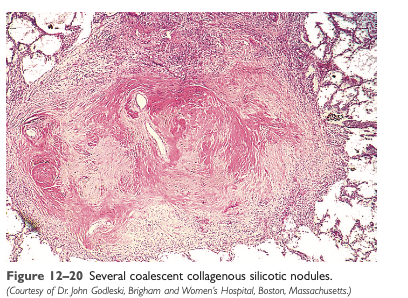 Figure 12–20 Several coalescent collagenous silicotic nodules.
(Courtesy of Dr. John Godleski, Brigham and Women's Hospital, Boston, Massachusetts.)